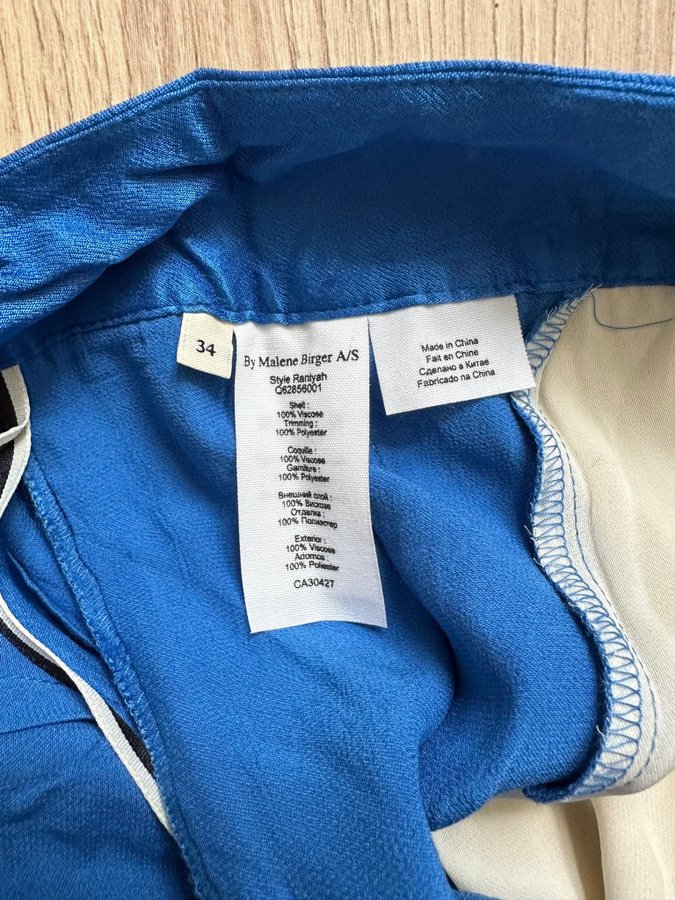 34
By Malene Birger A/S
Style Raniyah
Q62856001
Shell :
100% Viscose
Trimming :
100% Polyester
Coquille :
100% Viscose
Garniture :
100% Polyester
Внешний слой :
100% Вискоза
Отделка :
100% Полиэстер
Exterior :
100% Viscose
Adornos :
100% Poliester
CA30427
Made in China
Fait en Chine
Сделано в Китае
Fabricado na China